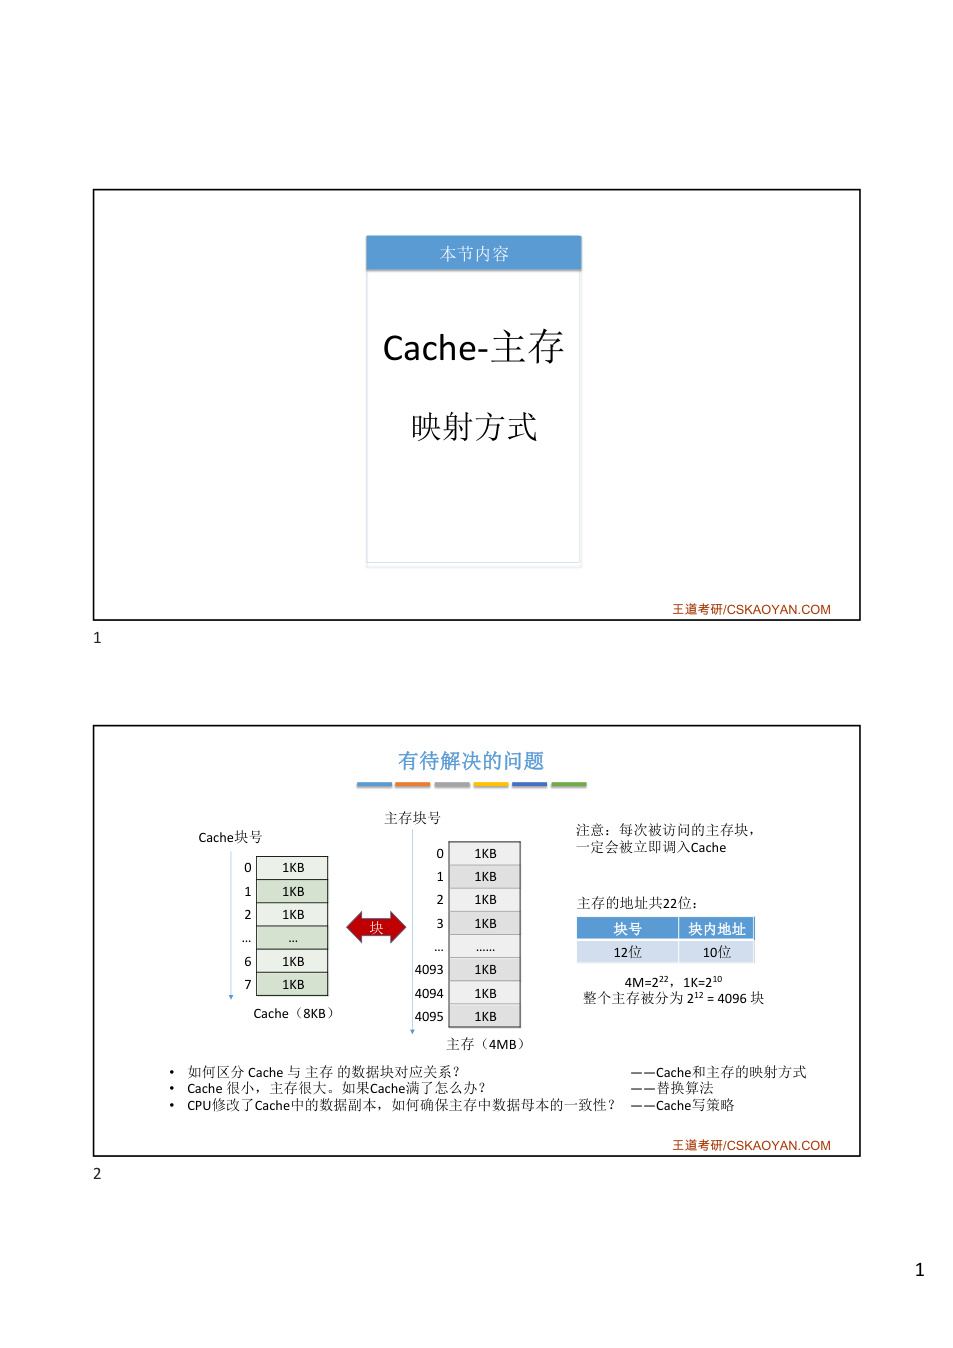 本节内容
Cache-主存
映射方式
王道考研/CSKAOYAN.COM
1
有待解决的问题
Cache块号
0 1KB
1 1KB
2 1KB
... ...
6 1KB
7 1KB
Cache（8KB）
块
主存块号
0 1KB
1 1KB
2 1KB
3 1KB
... ......
4093 1KB
4094 1KB
4095 1KB
主存（4MB）
注意：每次被访问的主存块，
一定会被立即调入Cache
主存的地址共22位：
块号 块内地址
12位 10位
4M=2²²，1K=2¹⁰
整个主存被分为 2¹² = 4096 块
• 如何区分 Cache 与 主存 的数据块对应关系？ ——Cache和主存的映射方式
• Cache 很小，主存很大。如果Cache满了怎么办？ ——替换算法
• CPU修改了Cache中的数据副本，如何确保主存中数据母本的一致性？ ——Cache写策略
王道考研/CSKAOYAN.COM
2
1